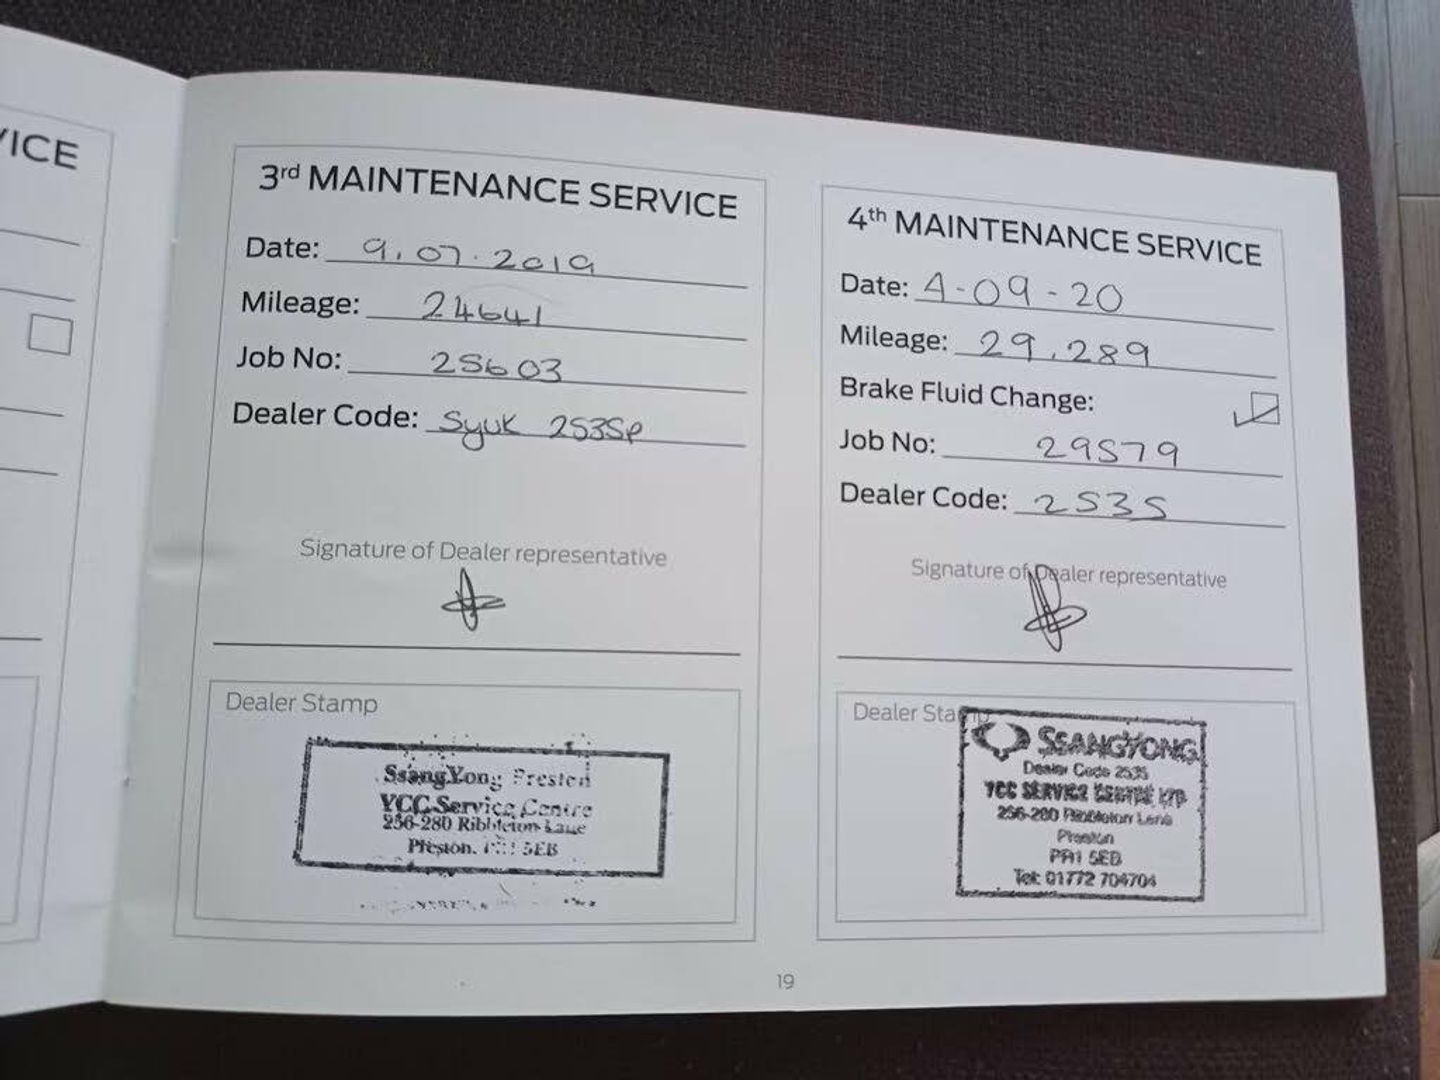 VICE
3rd MAINTENANCE SERVICE
Date: 9.07.2019
Mileage: 24641
Job No: 25603
Dealer Code: Syuk 2535P
Signature of Dealer representative
Dealer Stamp
SsangYong Preston
YCC Service Centre
256-280 Ribbleton Lane
Preston. 5EB
4th MAINTENANCE SERVICE
Date: 4-09-20
Mileage: 29.289
Brake Fluid Change:
Job No: 29579
Dealer Code: 2535
Signature of Dealer representative
Dealer Stamp
SSANGYONG
Dealer Code 2535
YCC SERVICE CENTRE LTD
256-280 Ribbleton Lane
Preston
PR1 5EB
Tel: 01772 704704
19